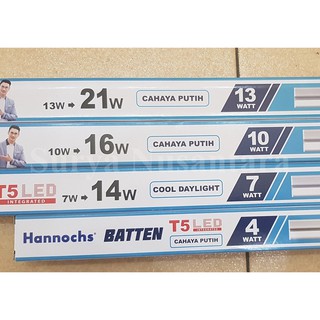 13W → 21W CAHAYA PUTIH 13 WATT
10W → 16W CAHAYA PUTIH 10 WATT
T5 LED INTEGRATED 7W → 14W COOL DAYLIGHT 7 WATT
Hannochs® BATTEN T5 LED INTEGRATED CAHAYA PUTIH 4 WATT